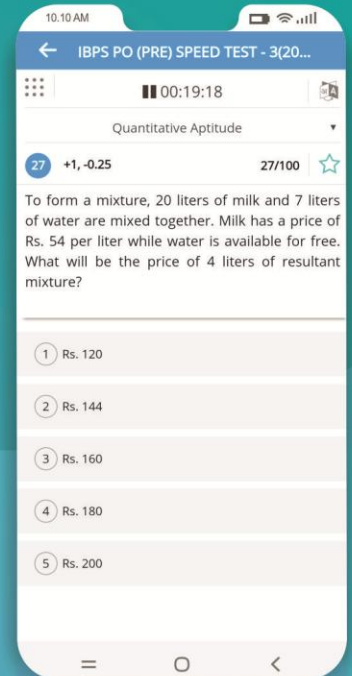 10.10 AM
IBPS PO (PRE) SPEED TEST - 3(20...
00:19:18
Quantitative Aptitude
27 +1, -0.25 27/100
To form a mixture, 20 liters of milk and 7 liters
of water are mixed together. Milk has a price of
Rs. 54 per liter while water is available for free.
What will be the price of 4 liters of resultant
mixture?
1 Rs. 120
2 Rs. 144
3 Rs. 160
4 Rs. 180
5 Rs. 200